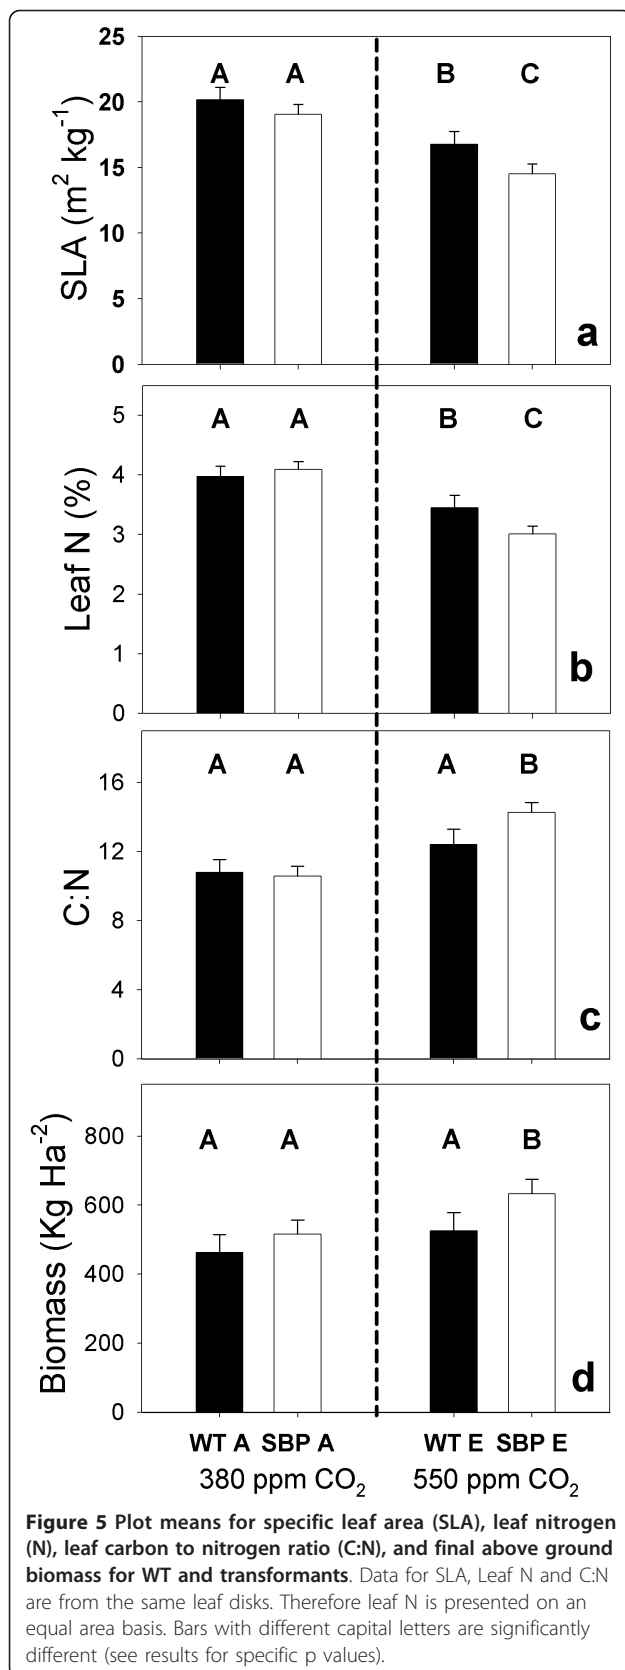 25
A A B C
20
15
10
5
0
SLA (m² kg⁻¹)
a
5
A A B C
4
3
2
1
0
Leaf N (%)
b
16
A A A B
12
8
4
0
C:N
c
800
A A A B
600
400
200
0
Biomass (Kg Ha⁻²)
d
WT A SBP A WT E SBP E
380 ppm CO₂ 550 ppm CO₂
Figure 5 Plot means for specific leaf area (SLA), leaf nitrogen
(N), leaf carbon to nitrogen ratio (C:N), and final above ground
biomass for WT and transformants. Data for SLA, Leaf N and C:N
are from the same leaf disks. Therefore leaf N is presented on an
equal area basis. Bars with different capital letters are significantly
different (see results for specific p values).